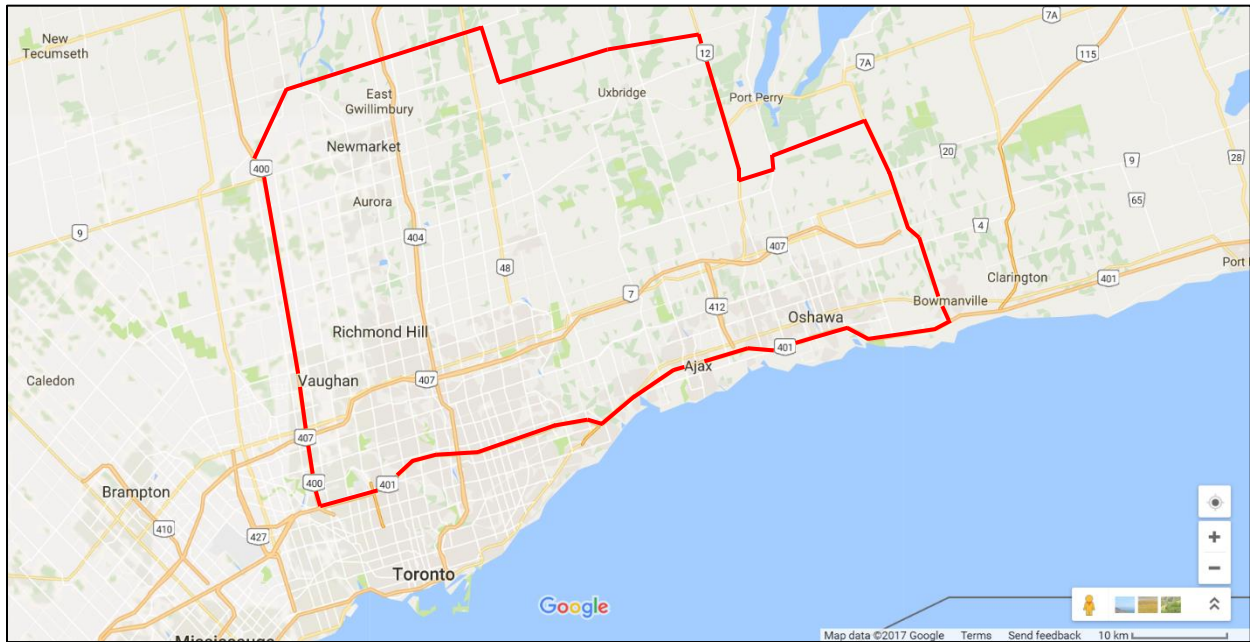 7A
New
Tecumseth
12
115
7A
East
Gwillimbury
Uxbridge
Port Perry
Newmarket
20
9
28
400
65
Aurora
4
9
404
407
48
Clarington
401
Port
7
Bowmanville
412
Oshawa
Richmond Hill
401
Ajax
Caledon
Vaughan
407
407
400
401
Brampton
410
427
Toronto
Google
Mississauga
Map data ©2017 Google Terms Send feedback 10 km